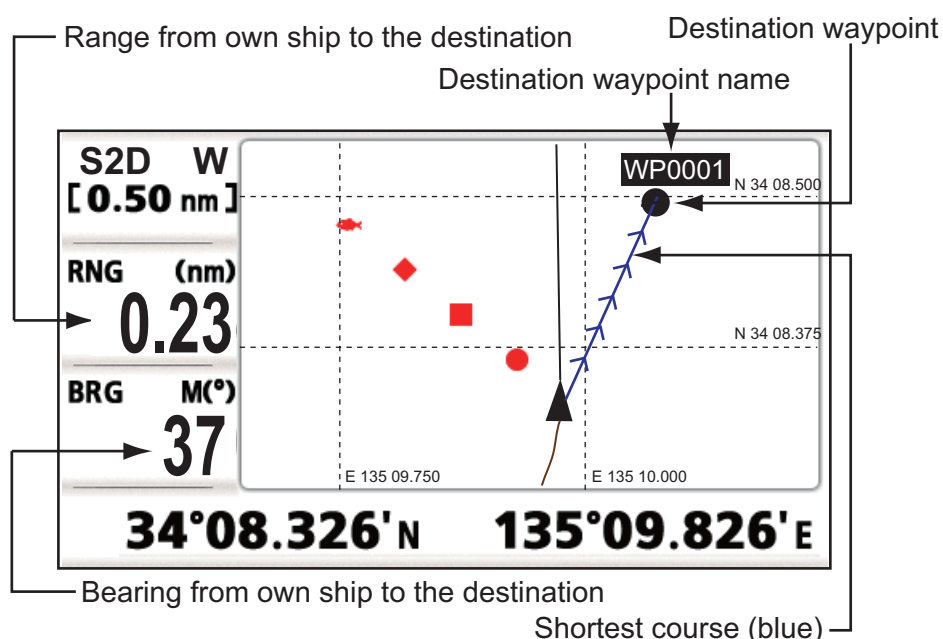 Range from own ship to the destination
Destination waypoint
Destination waypoint name
S2D W
[0.50 nm]
WP0001
N 34 08.500
RNG (nm)
0.23
N 34 08.375
BRG M(°)
37
E 135 09.750
E 135 10.000
34°08.326'N 135°09.826'E
Bearing from own ship to the destination
Shortest course (blue)